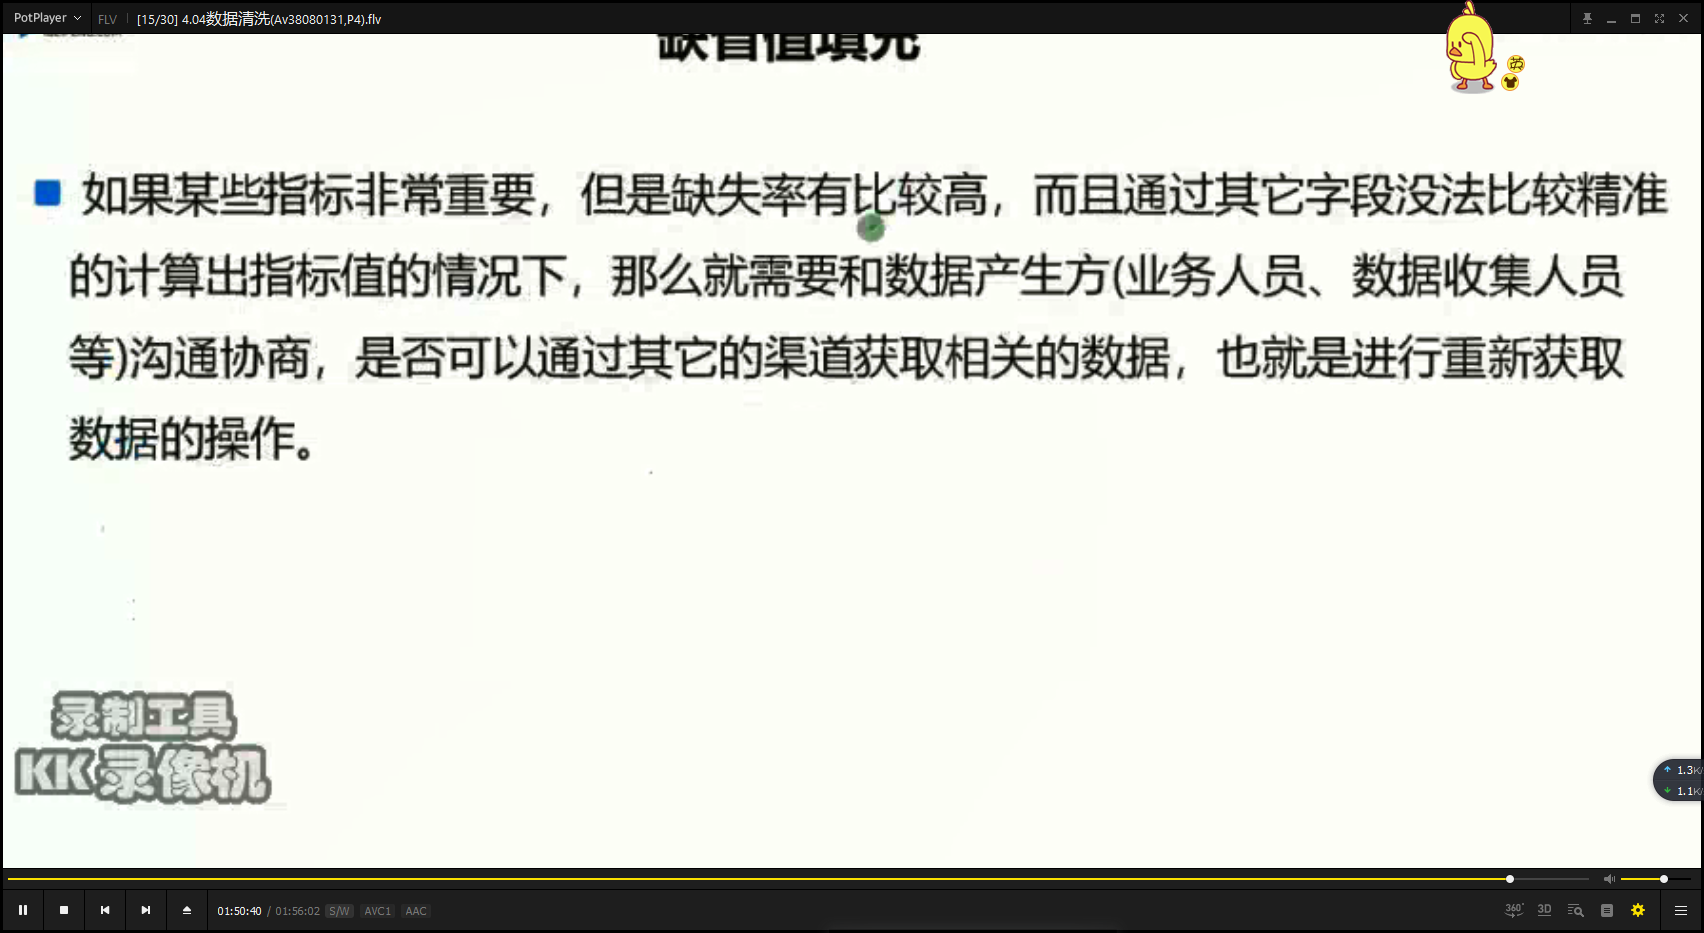 PotPlayer FLV [15/30] 4.04数据清洗(Av38080131,P4).flv
缺省值填充
英
如果某些指标非常重要，但是缺失率有比较高，而且通过其它字段没法比较精准
的计算出指标值的情况下，那么就需要和数据产生方(业务人员、数据收集人员
等)沟通协商，是否可以通过其它的渠道获取相关的数据，也就是进行重新获取
数据的操作。
录制工具
KK录像机
1.3K/
1.1K/
01:50:40 / 01:56:02 S/W AVC1 AAC 360° 3D